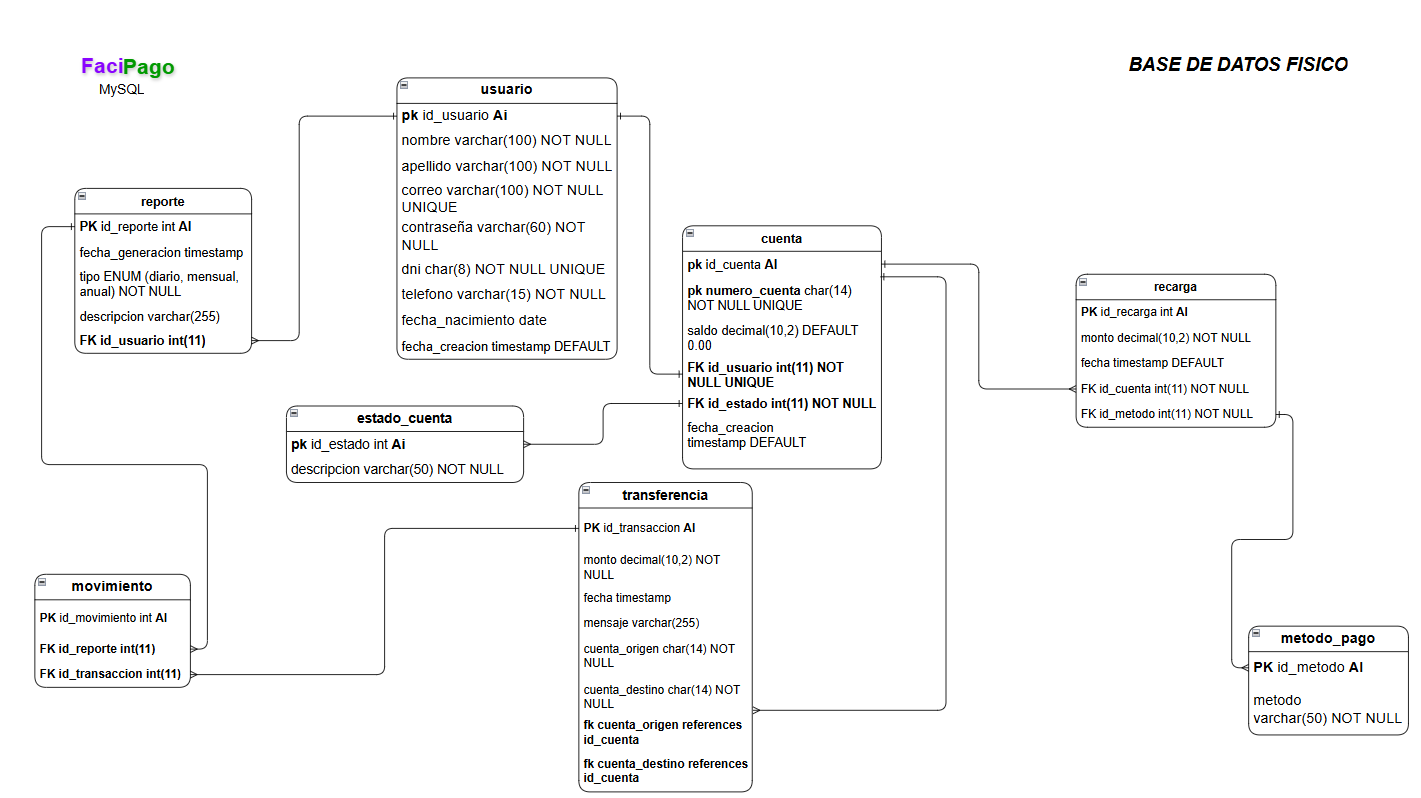 FaciPago
MySQL
BASE DE DATOS FISICO
usuario
pk id_usuario Ai
nombre varchar(100) NOT NULL
apellido varchar(100) NOT NULL
correo varchar(100) NOT NULL
UNIQUE
contraseña varchar(60) NOT
NULL
dni char(8) NOT NULL UNIQUE
telefono varchar(15) NOT NULL
fecha_nacimiento date
fecha_creacion timestamp DEFAULT
reporte
PK id_reporte int AI
fecha_generacion timestamp
tipo ENUM (diario, mensual,
anual) NOT NULL
descripcion varchar(255)
FK id_usuario int(11)
cuenta
pk id_cuenta AI
pk numero_cuenta char(14)
NOT NULL UNIQUE
saldo decimal(10,2) DEFAULT
0.00
FK id_usuario int(11) NOT
NULL UNIQUE
FK id_estado int(11) NOT NULL
fecha_creacion
timestamp DEFAULT
recarga
PK id_recarga int AI
monto decimal(10,2) NOT NULL
fecha timestamp DEFAULT
FK id_cuenta int(11) NOT NULL
FK id_metodo int(11) NOT NULL
estado_cuenta
pk id_estado int Ai
descripcion varchar(50) NOT NULL
transferencia
PK id_transaccion AI
monto decimal(10,2) NOT
NULL
fecha timestamp
mensaje varchar(255)
cuenta_origen char(14) NOT
NULL
cuenta_destino char(14) NOT
NULL
fk cuenta_origen references
id_cuenta
fk cuenta_destino references
id_cuenta
movimiento
PK id_movimiento int AI
FK id_reporte int(11)
FK id_transaccion int(11)
metodo_pago
PK id_metodo AI
metodo
varchar(50) NOT NULL